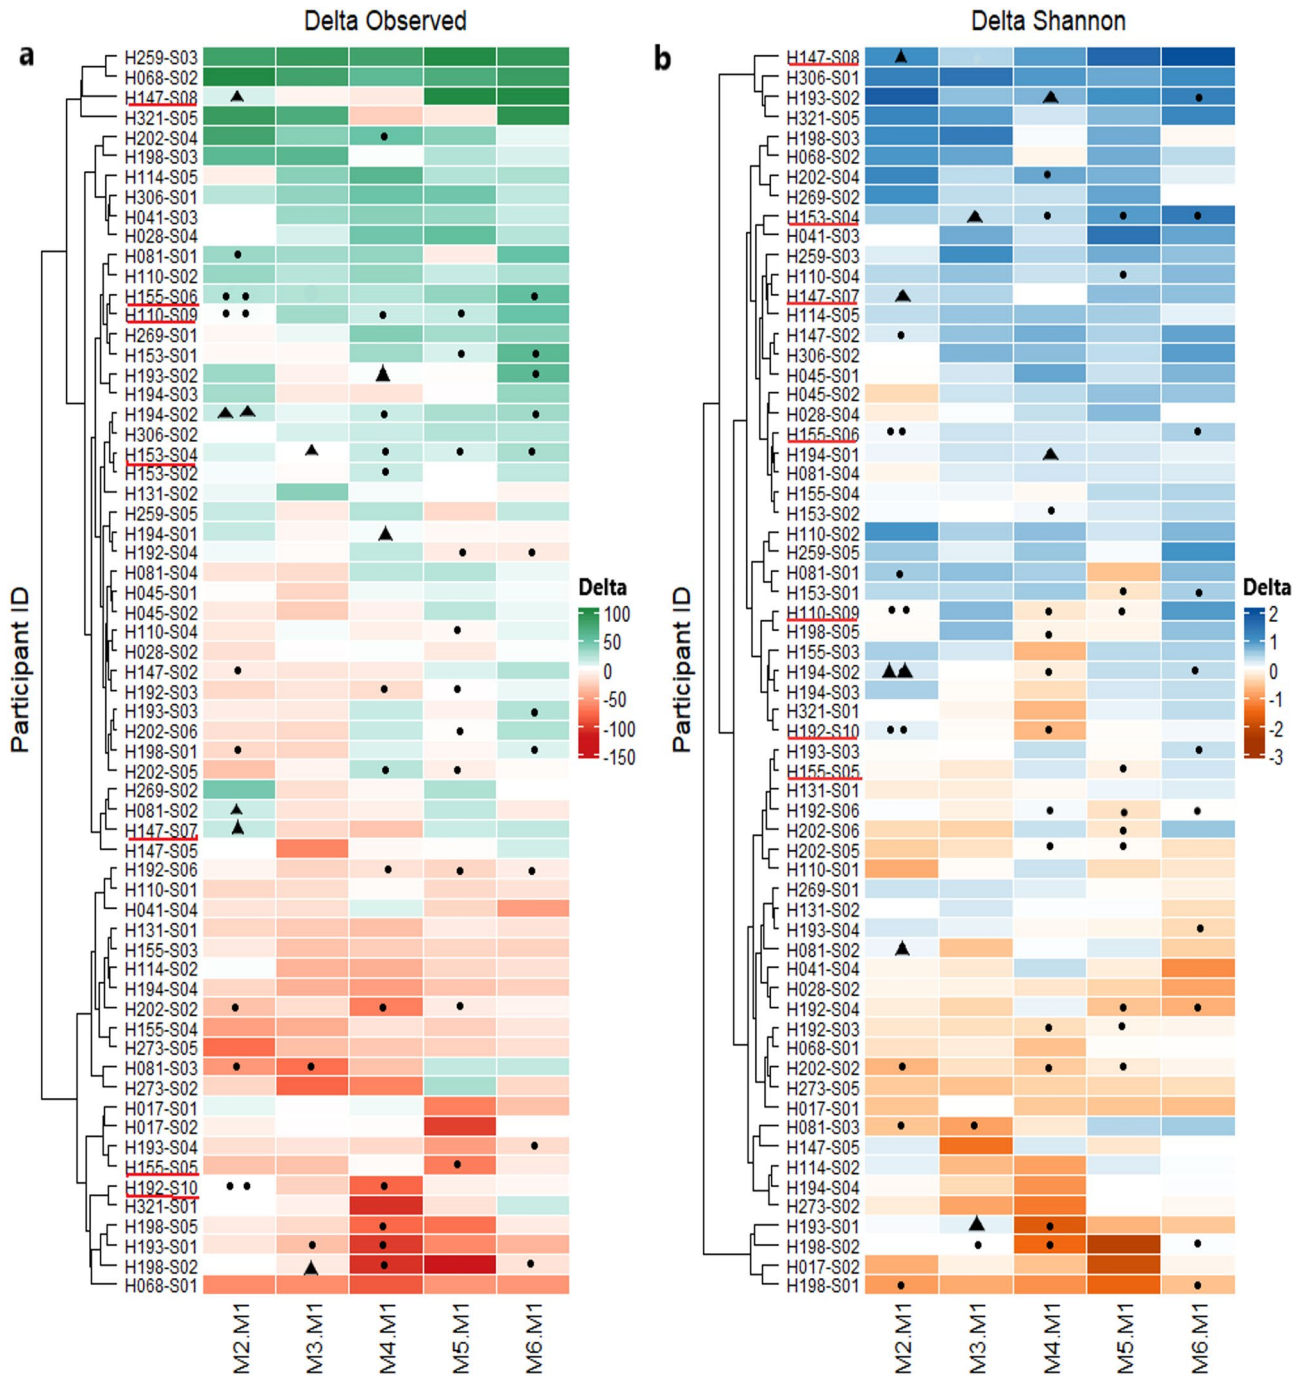 Delta Observed
a
H259-S03
H068-S02
H147-S08
H321-S05
H202-S04
H198-S03
H114-S05
H306-S01
H041-S03
H028-S04
H081-S01
H110-S02
H155-S06
H110-S09
H269-S01
H153-S01
H193-S02
H194-S03
H194-S02
H306-S02
H153-S04
H153-S02
H131-S02
H259-S05
H194-S01
H192-S04
H081-S04
H045-S01
H045-S02
H110-S04
H028-S02
H147-S02
H192-S03
H193-S03
H202-S06
H198-S01
H202-S05
H269-S02
H081-S02
H147-S07
H147-S05
H192-S06
H110-S01
H041-S04
H131-S01
H155-S03
H114-S02
H194-S04
H202-S02
H155-S04
H273-S05
H081-S03
H273-S02
H017-S01
H017-S02
H193-S04
H155-S05
H192-S10
H321-S01
H198-S05
H193-S01
H198-S02
H068-S01
Participant ID
M2.M1
M3.M1
M4.M1
M5.M1
M6.M1
Delta
100
50
0
-50
-100
-150
Delta Shannon
b
H147-S08
H306-S01
H193-S02
H321-S05
H198-S03
H068-S02
H202-S04
H269-S02
H153-S04
H041-S03
H259-S03
H110-S04
H147-S07
H114-S05
H147-S02
H306-S02
H045-S01
H045-S02
H028-S04
H155-S06
H194-S01
H081-S04
H155-S04
H153-S02
H110-S02
H259-S05
H081-S01
H153-S01
H110-S09
H198-S05
H155-S03
H194-S02
H194-S03
H321-S01
H192-S10
H193-S03
H155-S05
H131-S01
H192-S06
H202-S06
H202-S05
H110-S01
H269-S01
H131-S02
H193-S04
H081-S02
H041-S04
H028-S02
H192-S04
H192-S03
H068-S01
H202-S02
H273-S05
H017-S01
H081-S03
H147-S05
H114-S02
H194-S04
H273-S02
H193-S01
H198-S02
H017-S02
H198-S01
Participant ID
M2.M1
M3.M1
M4.M1
M5.M1
M6.M1
Delta
2
1
0
-1
-2
-3